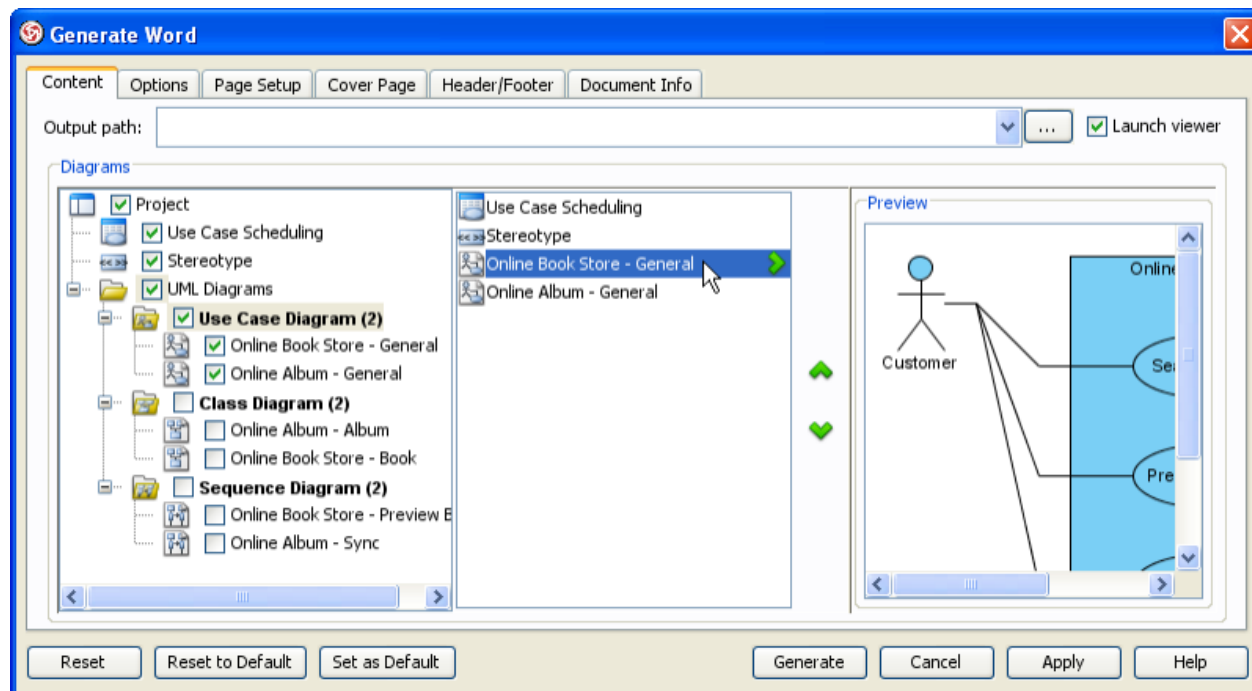 Generate Word
Content Options Page Setup Cover Page Header/Footer Document Info
Output path: ... Launch viewer
Diagrams
Project
Use Case Scheduling
Stereotype
UML Diagrams
Use Case Diagram (2)
Online Book Store - General
Online Album - General
Class Diagram (2)
Online Album - Album
Online Book Store - Book
Sequence Diagram (2)
Online Book Store - Preview B
Online Album - Sync
Use Case Scheduling
Stereotype
Online Book Store - General
Online Album - General
Preview
Online
Customer
Sea
Pre
Reset Reset to Default Set as Default Generate Cancel Apply Help